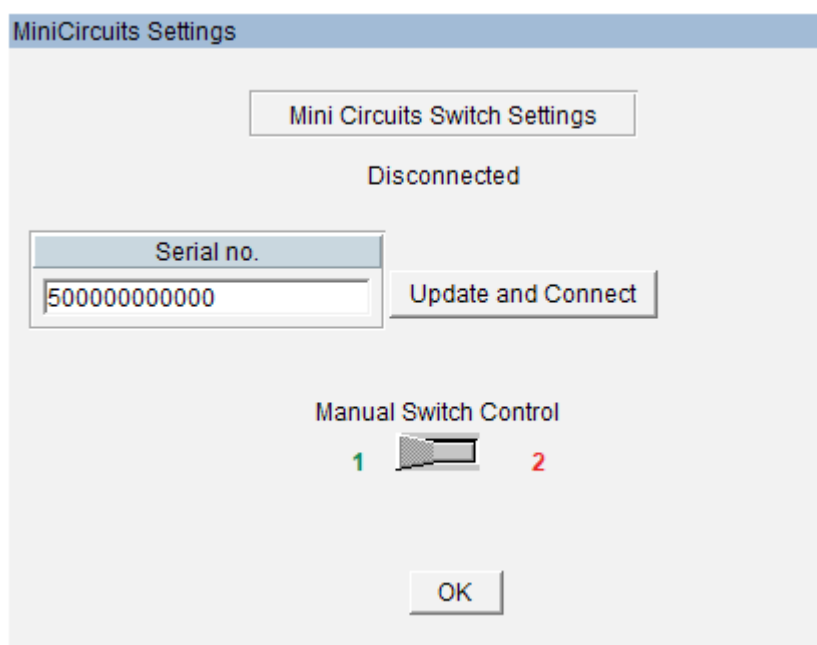 MiniCircuits Settings
Mini Circuits Switch Settings
Disconnected
Serial no.
500000000000
Update and Connect
Manual Switch Control
1 2
OK